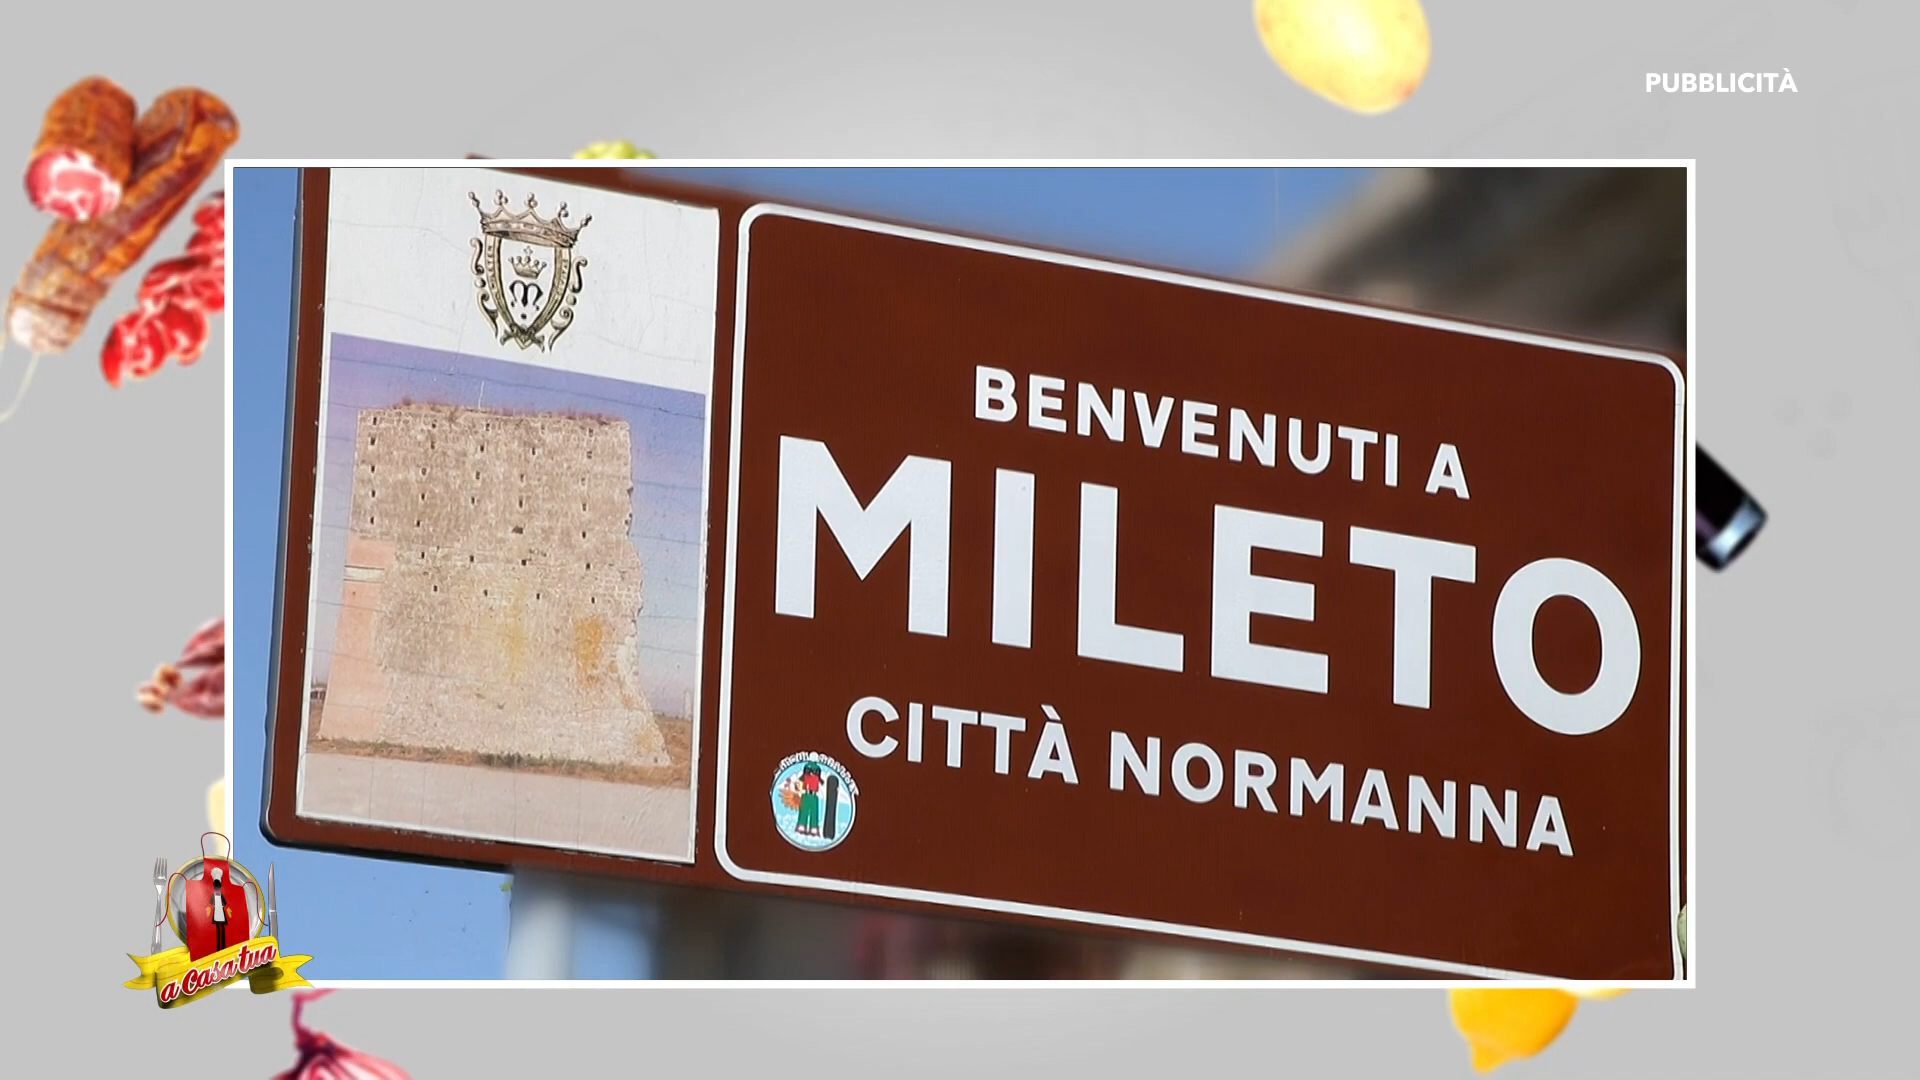 PUBBLICITÀ
BENVENUTI A
MILETO
CITTÀ NORMANNA
a Casa tua